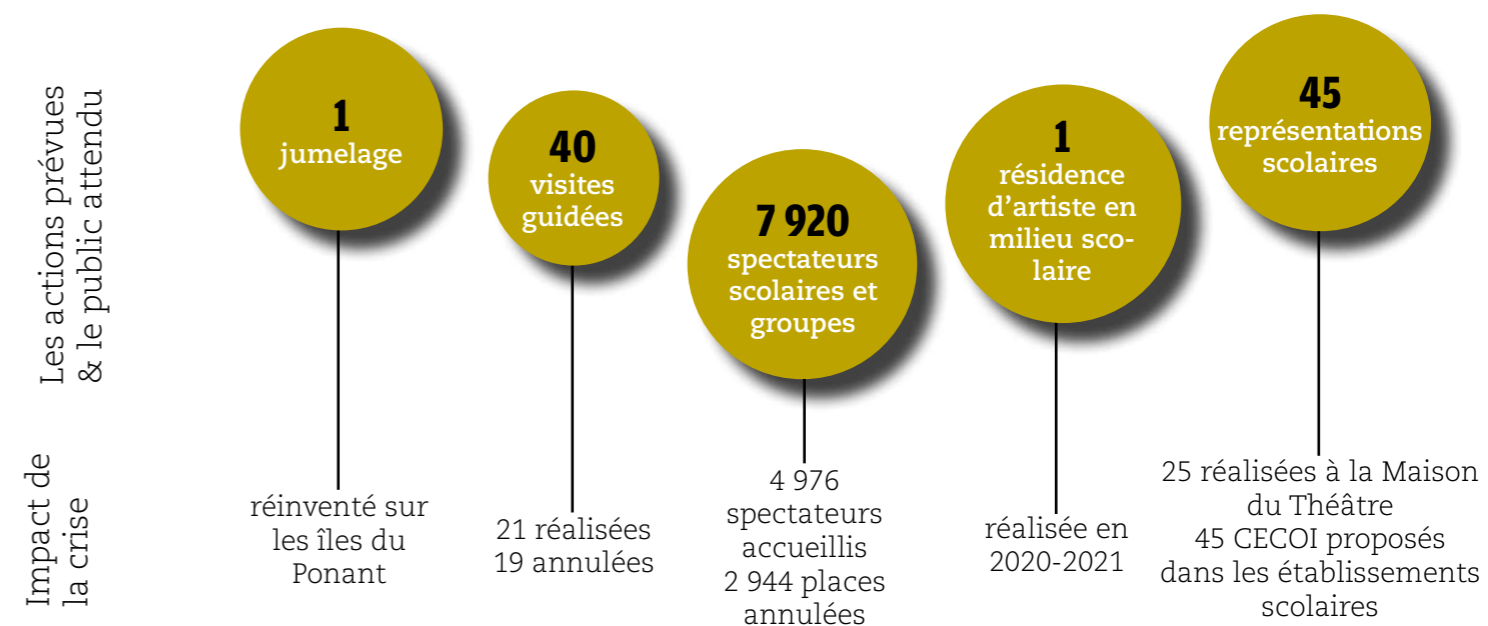 Les actions prévues
& le public attendu
1
jumelage
40
visites
guidées
7 920
spectateurs
scolaires et
groupes
1
résidence
d'artiste en
milieu sco-
laire
45
représentations
scolaires
Impact de
la crise
réinventé sur
les îles du
Ponant
21 réalisées
19 annulées
4 976
spectateurs
accueillis
2 944 places
annulées
réalisée en
2020-2021
25 réalisées à la Maison
du Théâtre
45 CECOI proposés
dans les établissements
scolaires